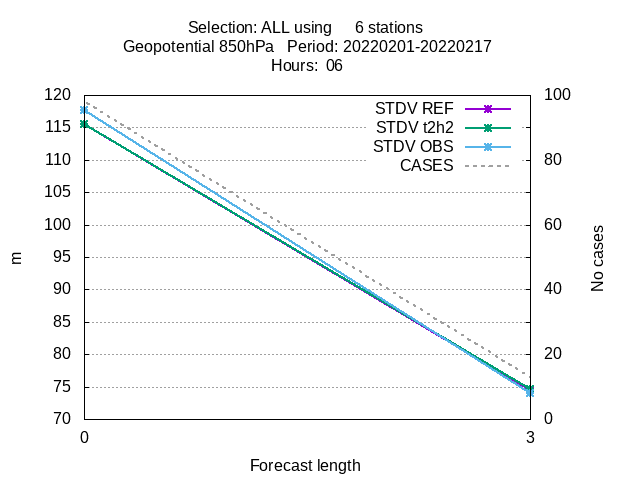 Selection: ALL using 6 stations
Geopotential 850hPa Period: 20220201-20220217
Hours: 06
STDV REF
STDV t2h2
STDV OBS
CASES
120
115
110
105
100
95
90
85
80
75
70
100
80
60
40
20
0
m
No cases
0
3
Forecast length